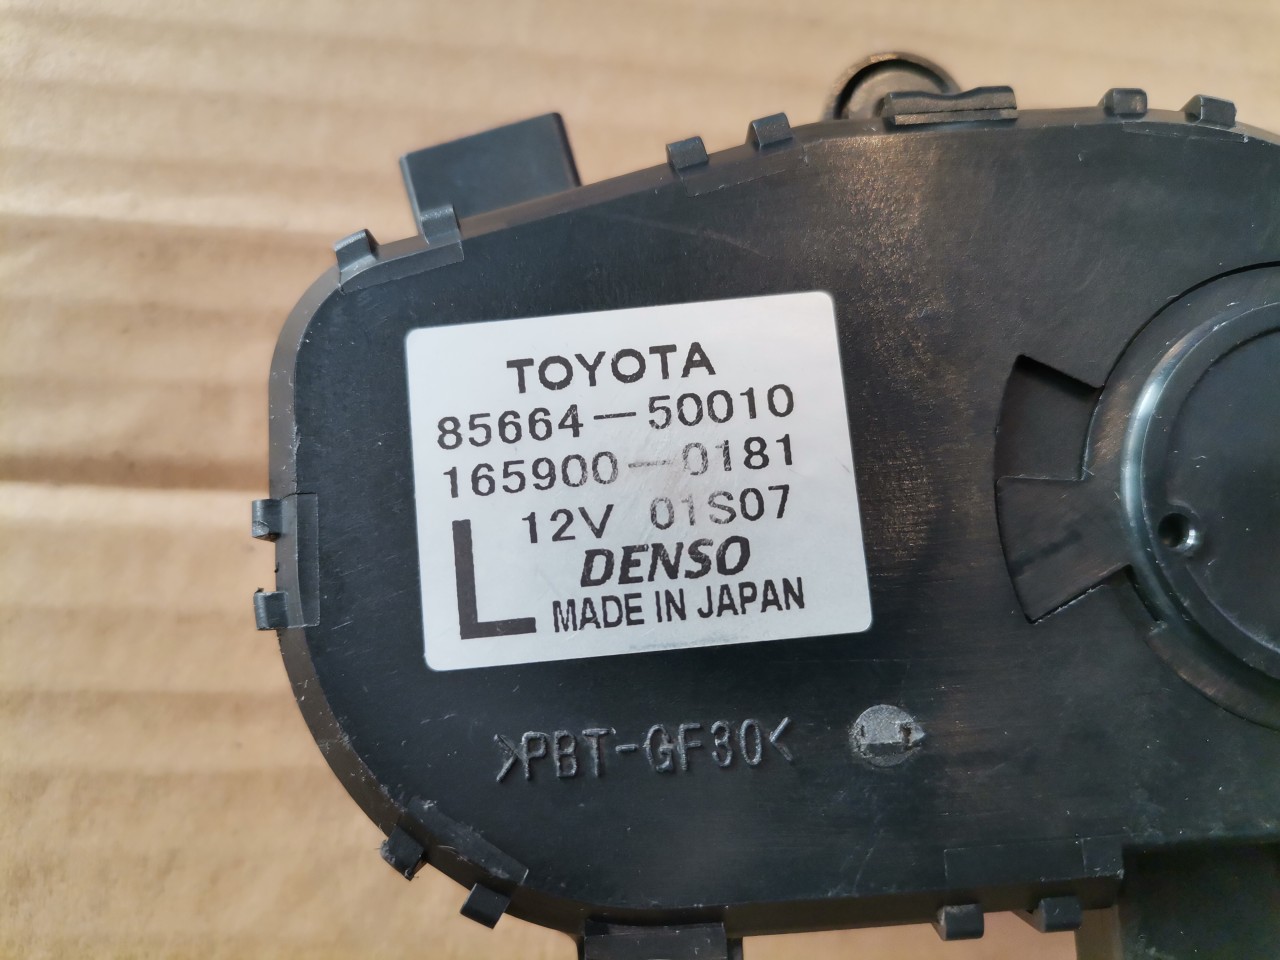 TOYOTA
85664-50010
165900-0181
12V 01S07
L
DENSO
MADE IN JAPAN
>PBT-GF30<